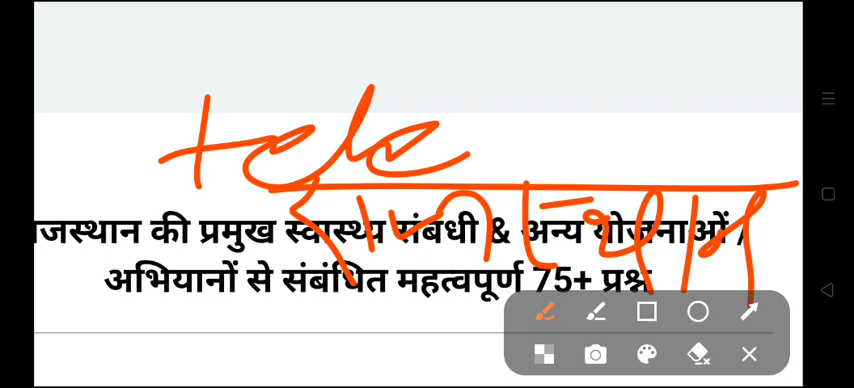 tele
राजस्थान की प्रमुख स्वास्थ्य संबंधी & अन्य योजनाओं /
अभियानों से संबंधित महत्वपूर्ण 75+ प्रश्न